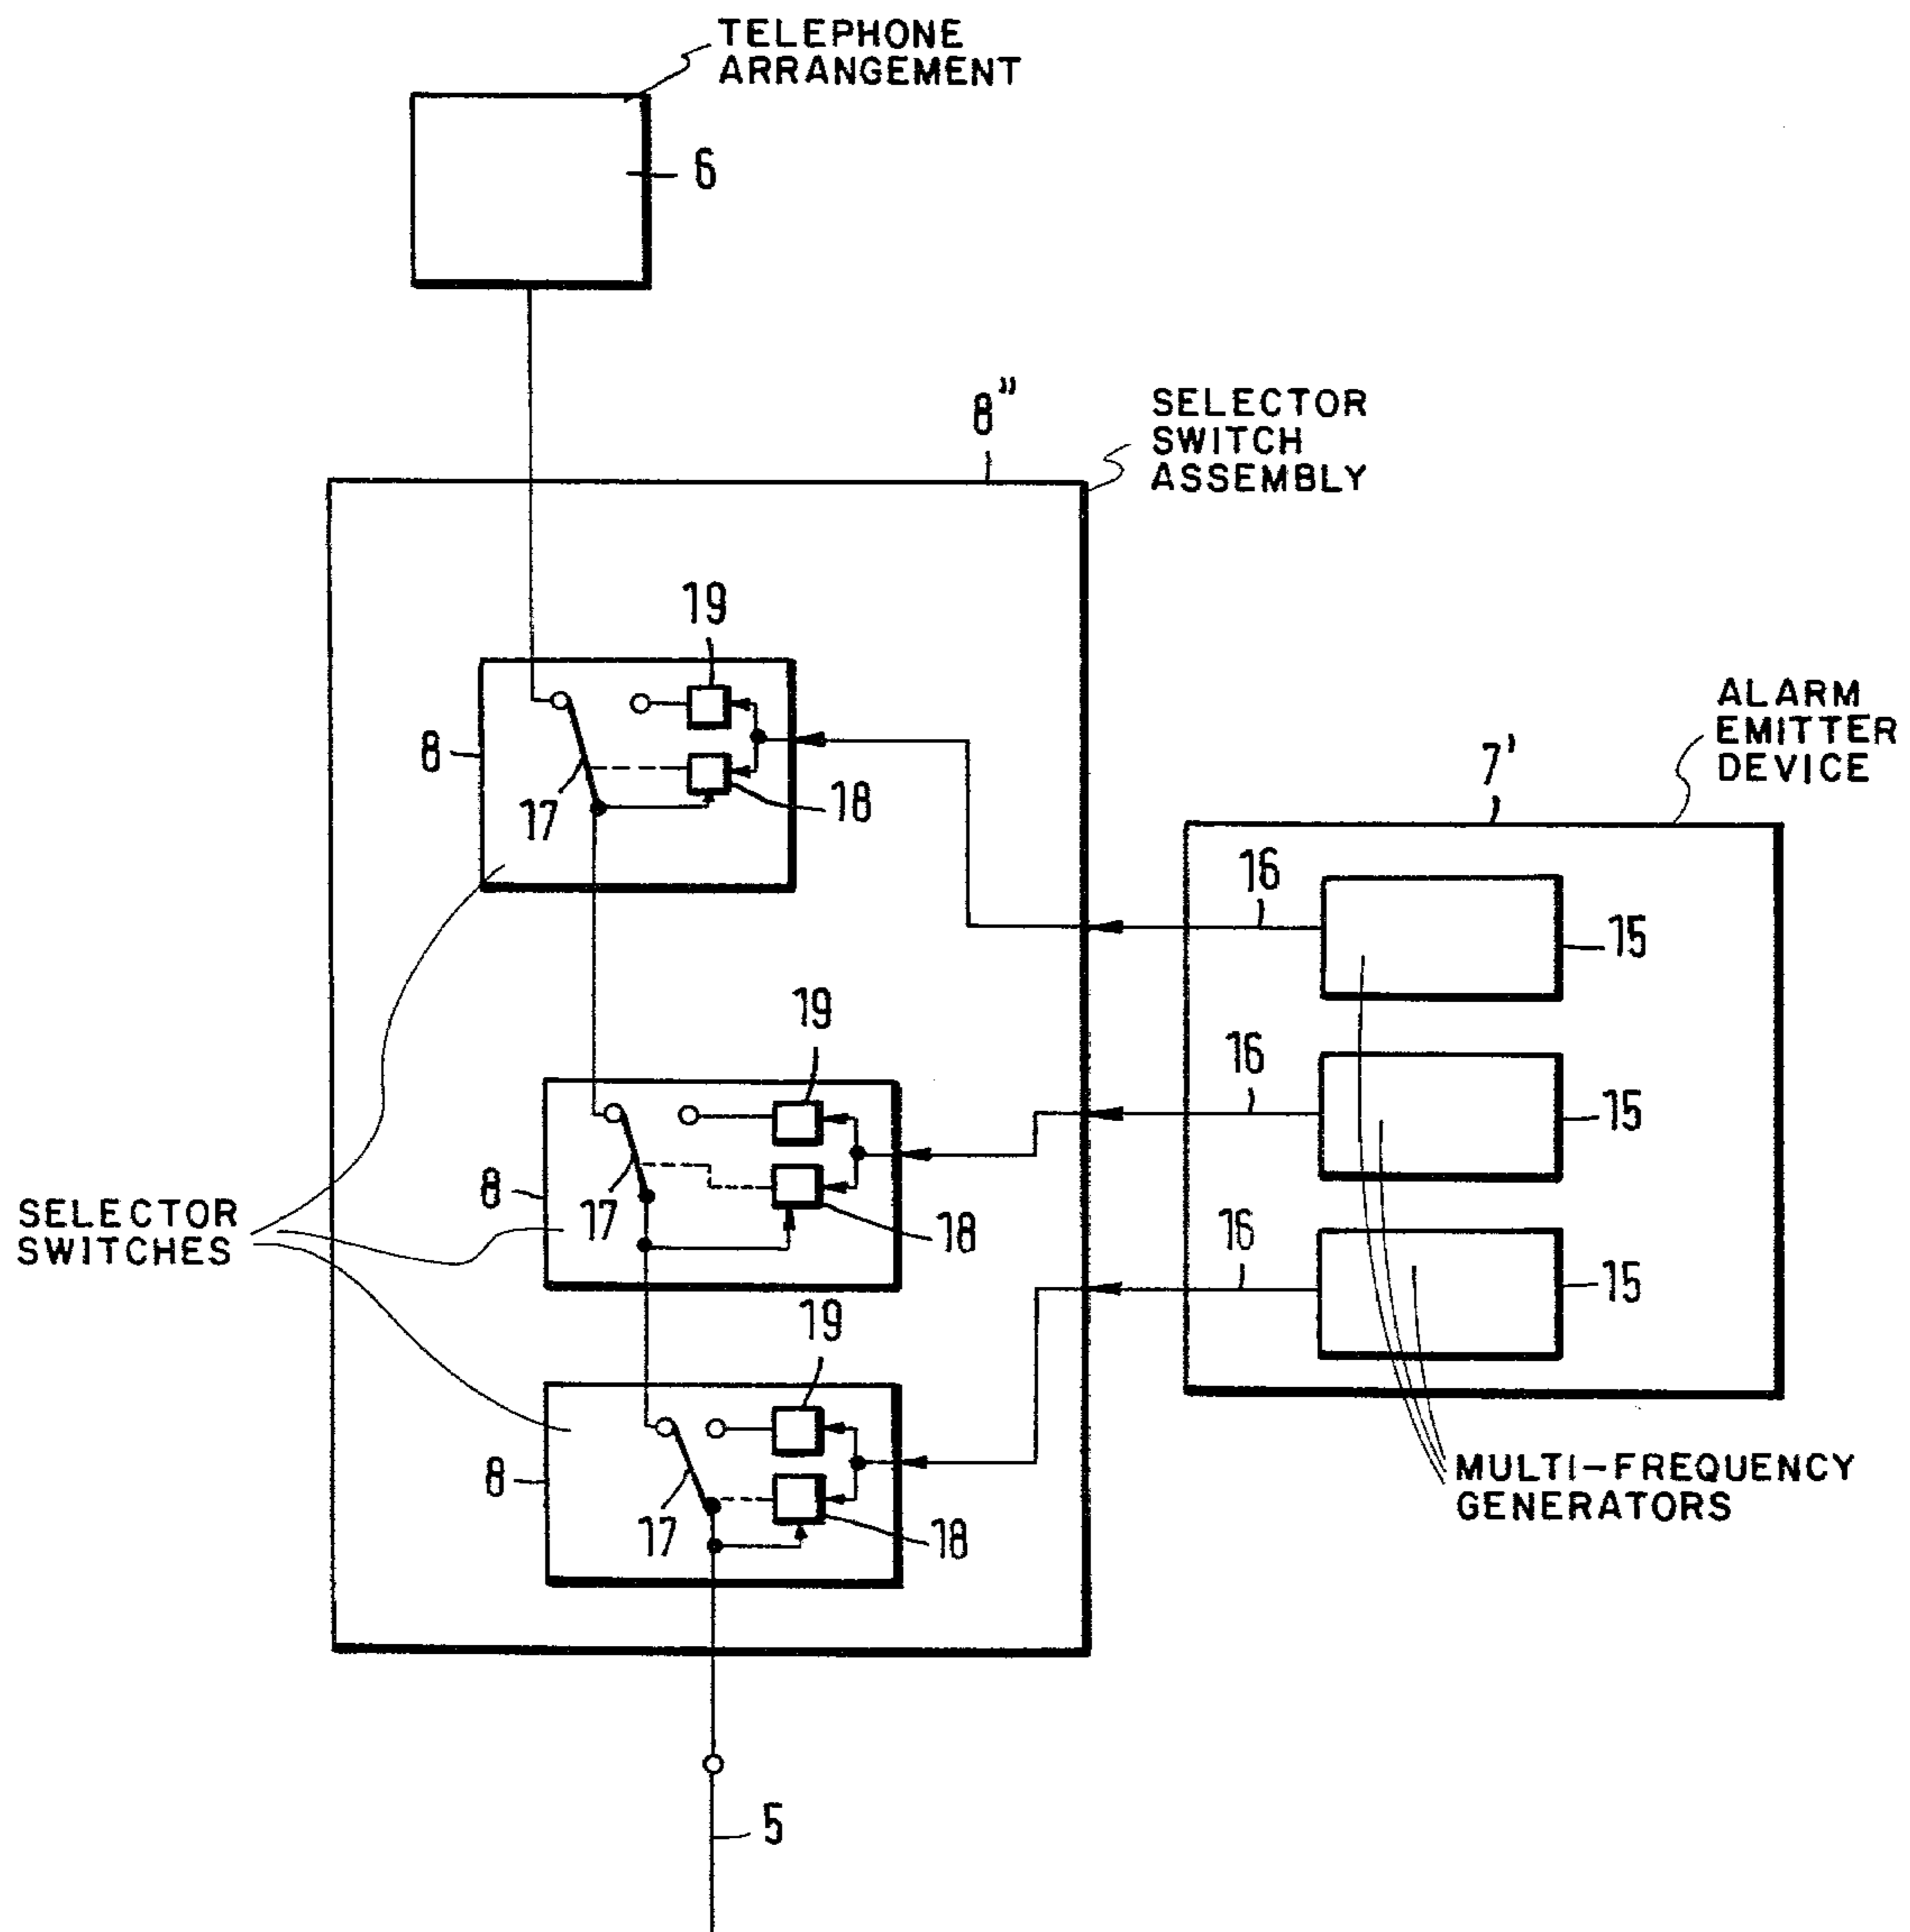 TELEPHONE
ARRANGEMENT
6
8"
SELECTOR
SWITCH
ASSEMBLY
19
8
17
18
ALARM
EMITTER
DEVICE
7'
16
15
19
16
15
8
17
18
SELECTOR
SWITCHES
16
15
19
8
17
18
MULTI-FREQUENCY
GENERATORS
5